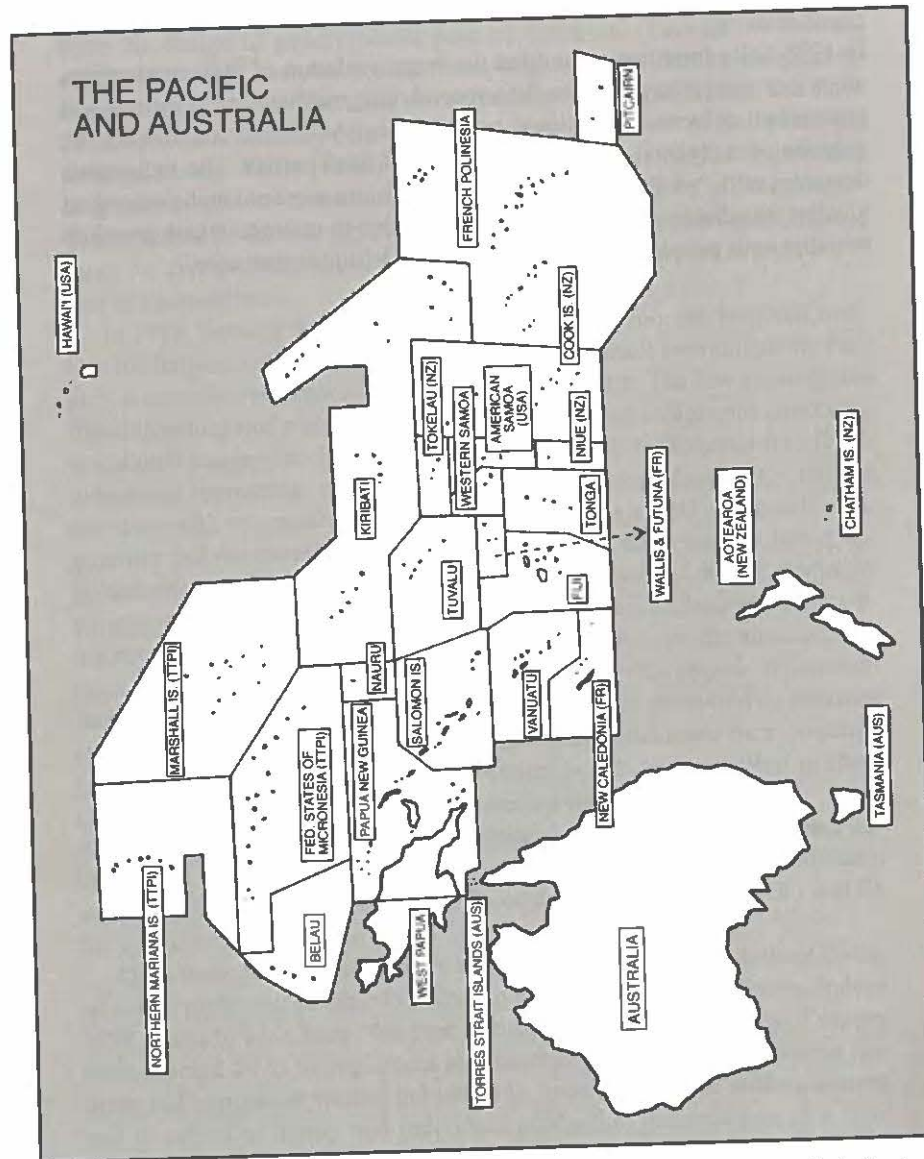 THE PACIFIC
AND AUSTRALIA
HAWAI'I (USA)
NORTHERN MARIANA IS. (TTPI)
MARSHALL IS. (TTPI)
FED. STATES OF
MICRONESIA (TTPI)
BELAU
KIRIBATI
NAURU
PAPUA NEW GUINEA
WEST PAPUA
SALOMON IS.
TUVALU
TOKELAU (NZ)
WESTERN SAMOA
AMERICAN
SAMOA
(USA)
FRENCH POLINESIA
COOK IS. (NZ)
NIUE (NZ)
TONGA
FIJI
VANUATU
NEW CALEDONIA (FR)
WALLIS & FUTUNA (FR)
PITCAIRN
TORRES STRAIT ISLANDS (AUS)
AUSTRALIA
TASMANIA (AUS)
AOTEAROA
(NEW ZEALAND)
CHATHAM IS. (NZ)